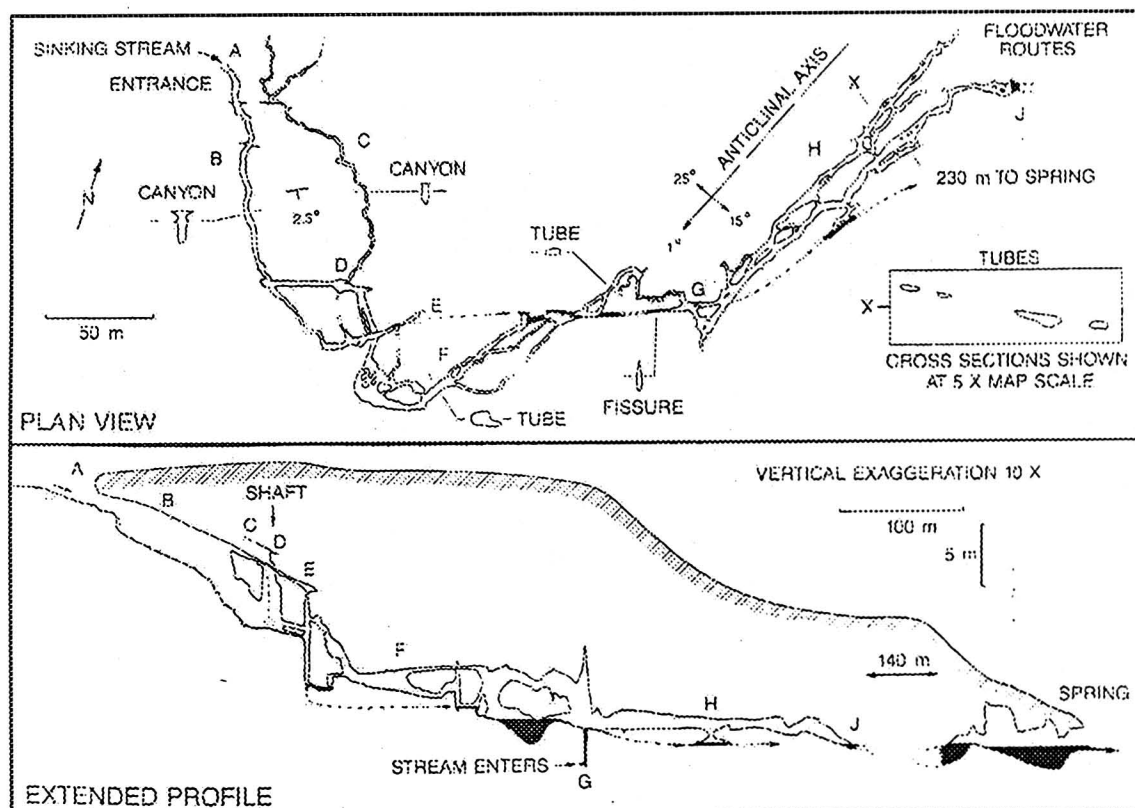 SINKING STREAM
A
ENTRANCE
B
C
CANYON
CANYON
N
2.5°
D
E
F
50 m
TUBE
TUBE
FISSURE
G
ANTICLINAL AXIS
25°
15°
1°
X
H
FLOODWATER
ROUTES
J
230 m TO SPRING
TUBES
X
CROSS SECTIONS SHOWN
AT 5 X MAP SCALE
PLAN VIEW
A
B
SHAFT
C
D
E
F
VERTICAL EXAGGERATION 10 X
100 m
5 m
140 m
SPRING
H
J
STREAM ENTERS
G
EXTENDED PROFILE